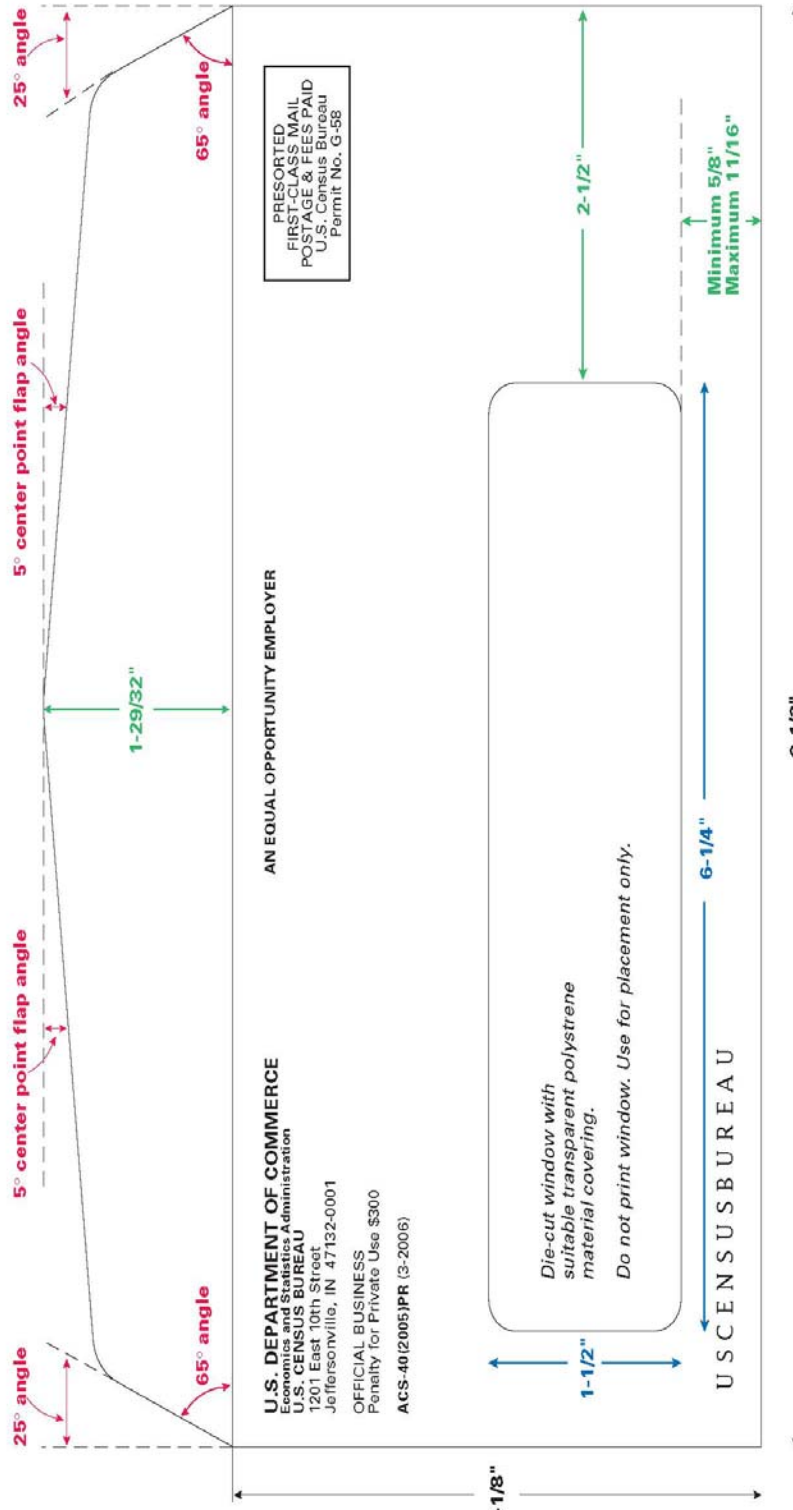 25° angle
5° center point flap angle
5° center point flap angle
25° angle
65° angle
1-29/32"
65° angle
U.S. DEPARTMENT OF COMMERCE
Economics and Statistics Administration
U.S. CENSUS BUREAU
1201 East 10th Street
Jeffersonville, IN 47132-0001
OFFICIAL BUSINESS
Penalty for Private Use $300
ACS-40(2005)PR (3-2006)
AN EQUAL OPPORTUNITY EMPLOYER
PRESORTED
FIRST-CLASS MAIL
POSTAGE & FEES PAID
U.S. Census Bureau
Permit No. G-58
Die-cut window with
suitable transparent polystrene
material covering.
Do not print window. Use for placement only.
1-1/2"
2-1/2"
6-1/4"
Minimum 5/8"
Maximum 11/16"
USCENSUSBUREAU
-1/8"